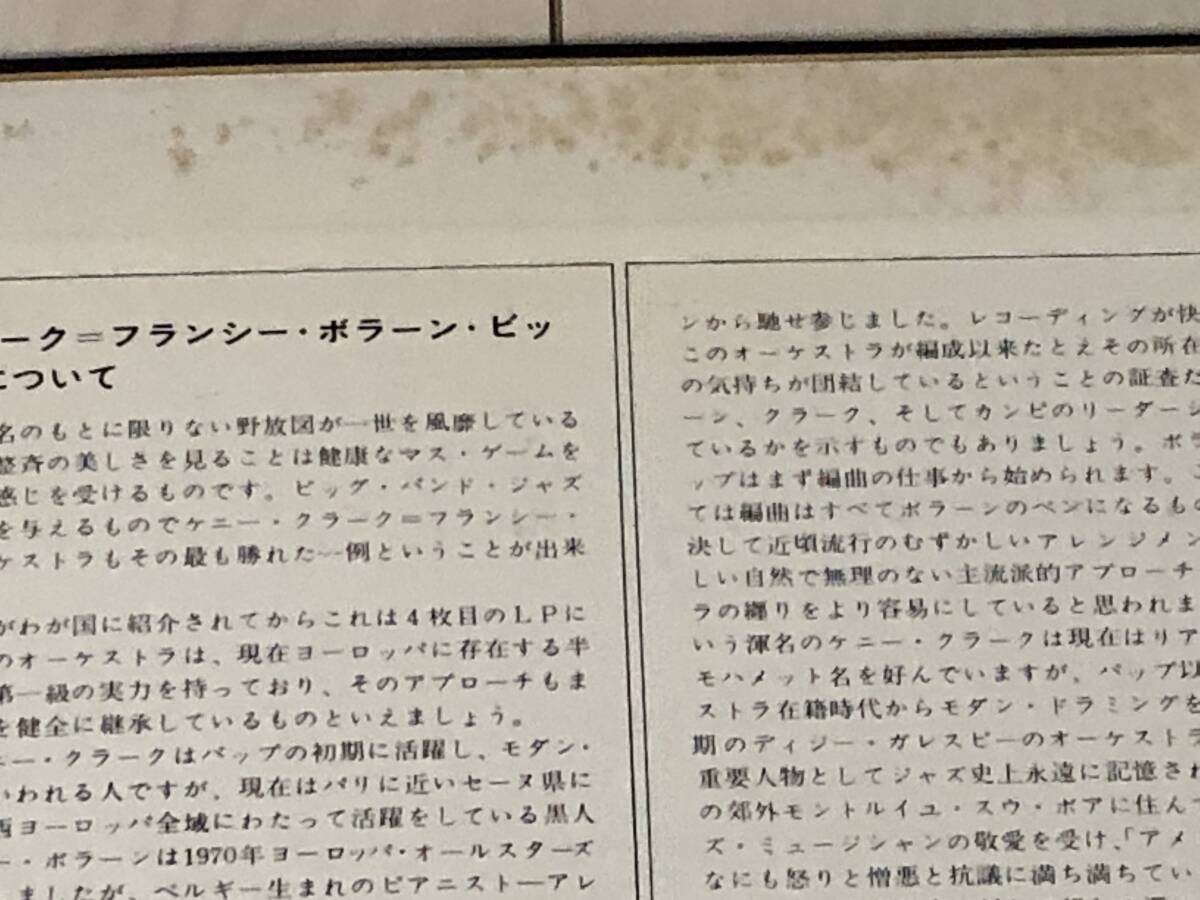 ーク＝フランシー・ボラーン・ビッ
について
名のもとに限りない野放図が一世を風靡している
整斉の美しさを見ることは健康なマス・ゲームを
感じを受けるものです。ビッグ・バンド・ジャズ
を与えるものでケニー・クラーク＝フランシー・
ケストラもその最も勝れた一例ということが出来
がわが国に紹介されてからこれは4枚目のLPに
のオーケストラは、現在ヨーロッパに存在する半
第一級の実力を持っており、そのアプローチもま
を健全に継承しているものといえましょう。
ニー・クラークはバップの初期に活躍し、モダン・
いわれる人ですが、現在はパリに近いセーヌ県に
西ヨーロッパ全域にわたって活躍をしている黒人
ー・ボラーンは1970年ヨーロッパ・オールスターズ
しましたが、ベルギー生まれのピアニスト―アレ
ンから馳せ参じました。レコーディングが快
このオーケストラが編成以来たとえその所在
の気持ちが団結しているということの証査だ
ーン、クラーク、そしてカンビのリーダーシ
ているかを示すものでもありましょう。ボラ
ップはまず編曲の仕事から始められます。
ては編曲はすべてボラーンのペンになるもの
決して近頃流行のむずかしいアレンジメン
しい自然で無理のない主流派的アプローチ
ラの纏りをより容易にしていると思われま
いう渾名のケニー・クラークは現在はリア
モハメット名を好んでいますが、バップ以
ストラ在籍時代からモダン・ドラミングを
期のディジー・ガレスピーのオーケストラ
重要人物としてジャズ史上永遠に記憶され
の郊外モントルイユ・スウ・ボアに住んで
ズ・ミュージシャンの敬愛を受け、「アメ
なにも怒りと憎悪と抗議に満ち満ちてい